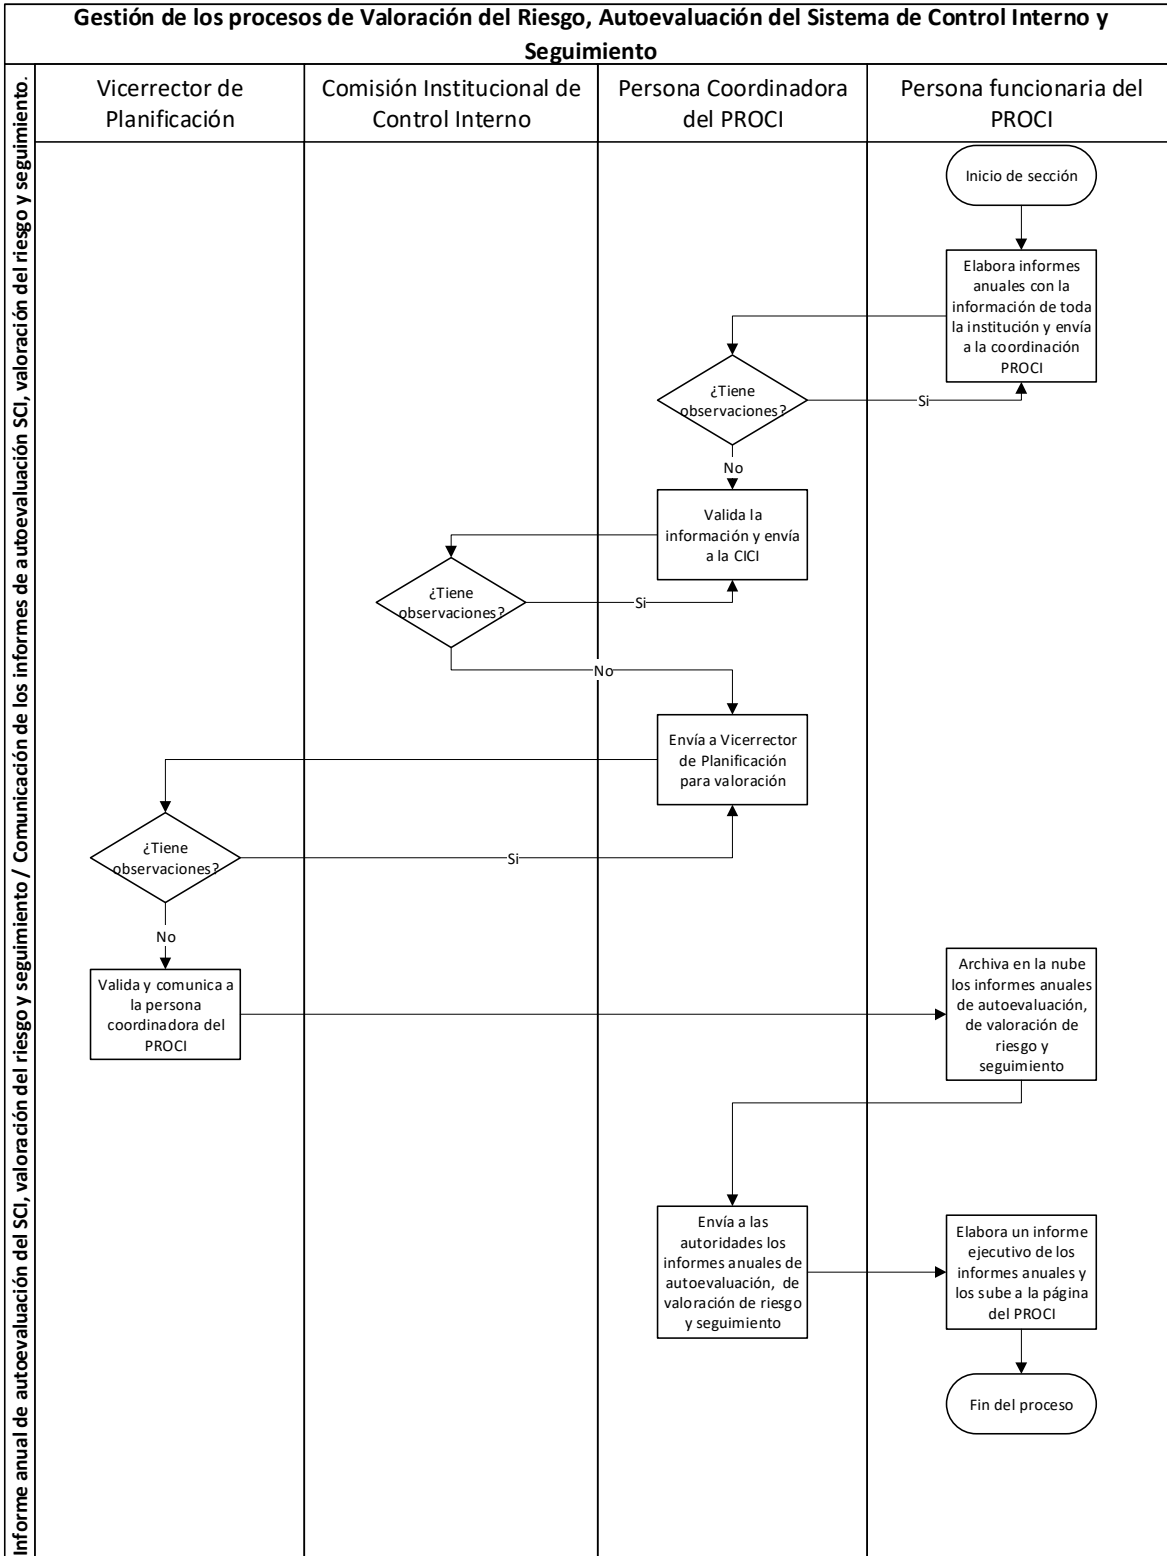 Gestión de los procesos de Valoración del Riesgo, Autoevaluación del Sistema de Control Interno y
Seguimiento
Informe anual de autoevaluación del SCI, valoración del riesgo y seguimiento / Comunicación de los informes de autoevaluación SCI, valoración del riesgo y seguimiento.
Vicerrector de
Planificación
Comisión Institucional de
Control Interno
Persona Coordinadora
del PROCI
Persona funcionaria del
PROCI
Inicio de sección
Elabora informes
anuales con la
información de toda
la institución y envía
a la coordinación
PROCI
¿Tiene
observaciones?
Si
No
Valida la
información y envía
a la CICI
¿Tiene
observaciones?
Si
No
Envía a Vicerrector
de Planificación
para valoración
¿Tiene
observaciones?
Si
No
Valida y comunica a
la persona
coordinadora del
PROCI
Archiva en la nube
los informes anuales
de autoevaluación,
de valoración de
riesgo y
seguimiento
Envía a las
autoridades los
informes anuales de
autoevaluación, de
valoración de riesgo
y seguimiento
Elabora un informe
ejecutivo de los
informes anuales y
los sube a la página
del PROCI
Fin del proceso